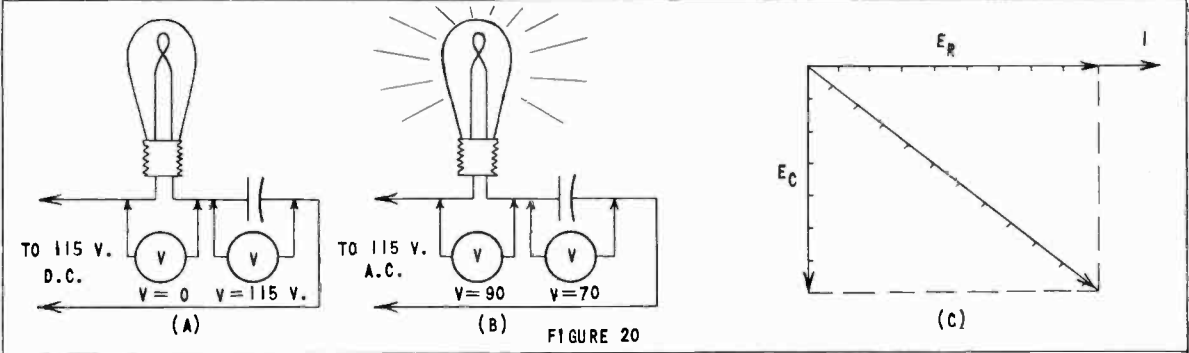 TO 115 V.
D.C.
V
V
V = 0
V = 115 V.
(A)
TO 115 V.
A.C.
V
V
V=90
V=70
(B)
FIGURE 20
E_R
I
E_C
(C)